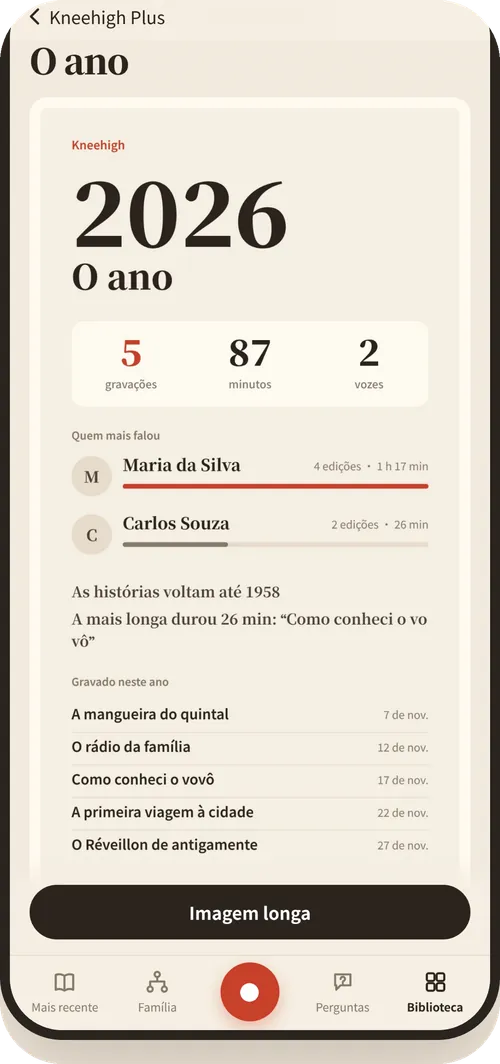 Kneehigh Plus
O ano
Kneehigh
2026
O ano
5 87 2
gravações minutos vozes
Quem mais falou
M Maria da Silva 4 edições • 1 h 17 min
C Carlos Souza 2 edições • 26 min
As histórias voltam até 1958
A mais longa durou 26 min: “Como conheci o vo
vô”
Gravado neste ano
A mangueira do quintal 7 de nov.
O rádio da família 12 de nov.
Como conheci o vovô 17 de nov.
A primeira viagem à cidade 22 de nov.
O Réveillon de antigamente 27 de nov.
Imagem longa
Mais recente Família Perguntas Biblioteca